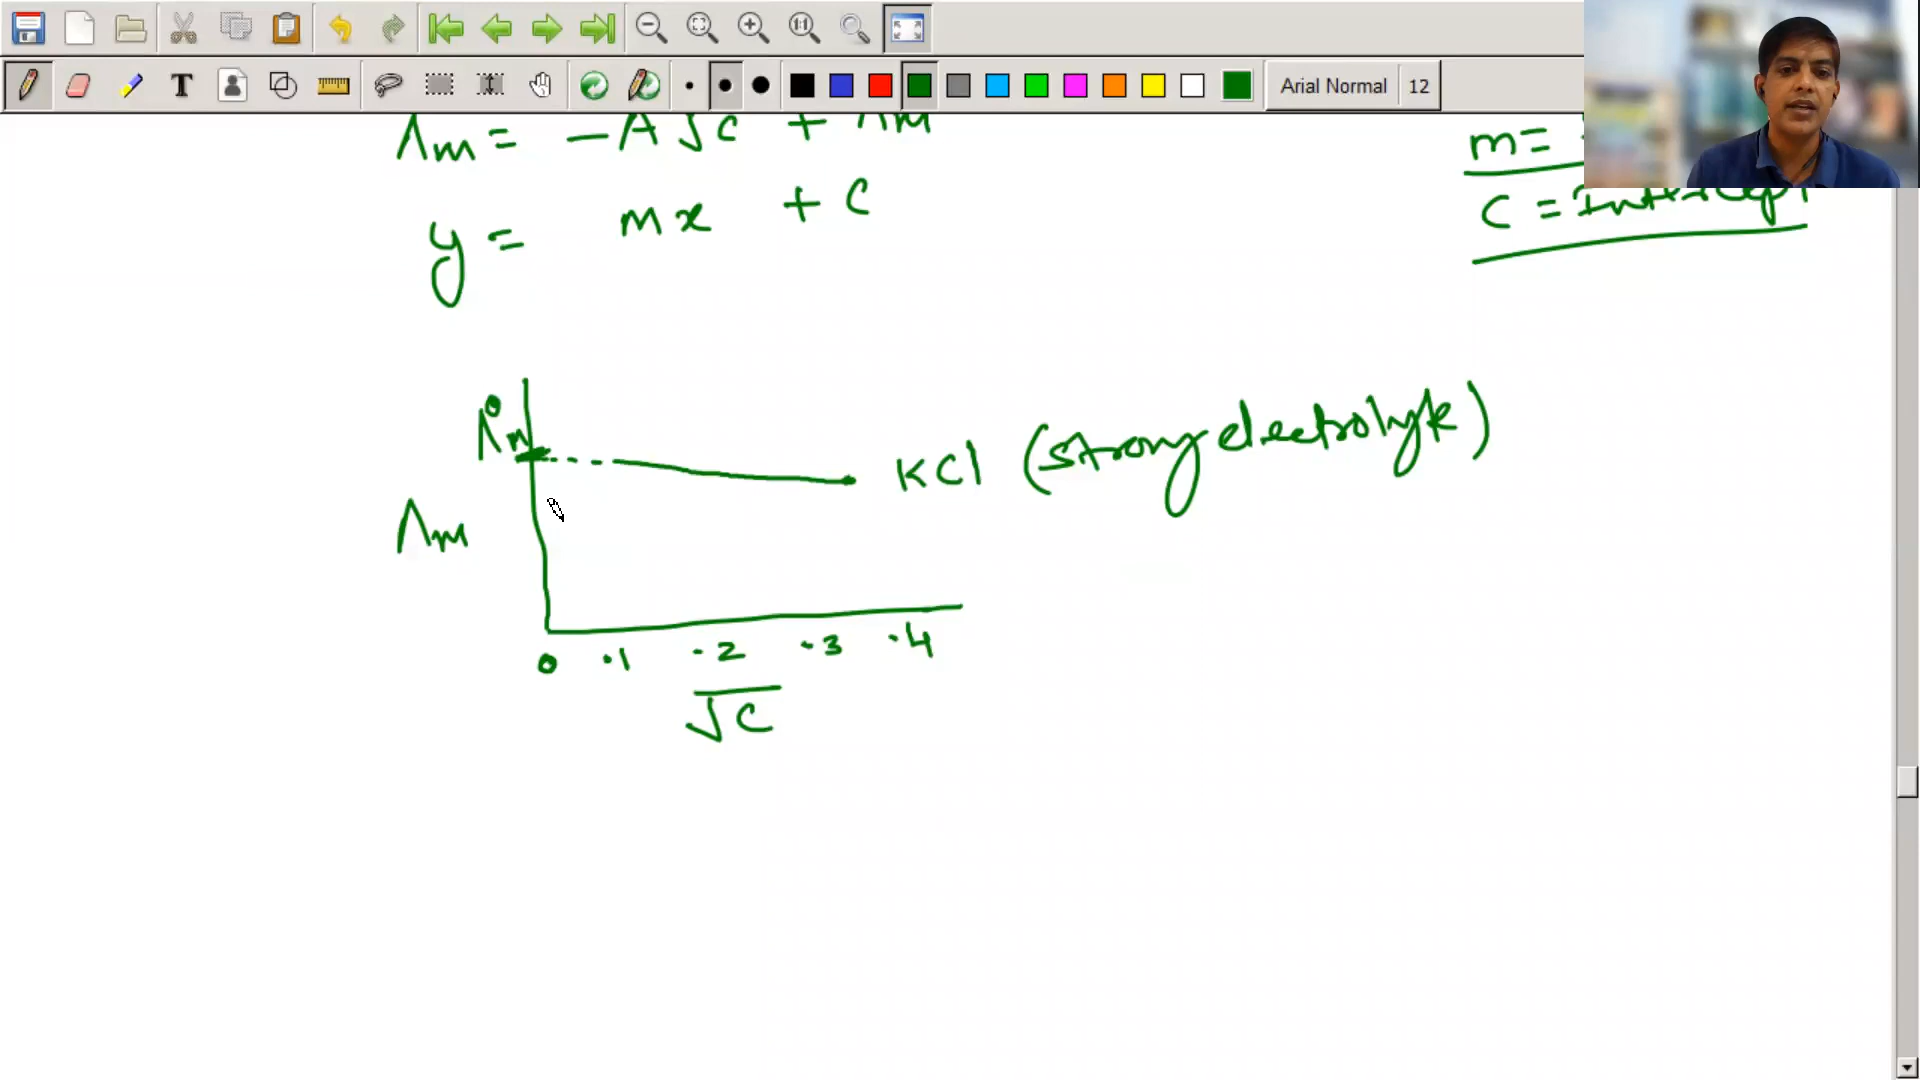 Arial Normal 12
Λm = -A√c + Λm
m=
y = mx + c
c = Intercept
Λ°m
KCl (strong electrolyte)
Λm
0 .1 .2 .3 .4
√C